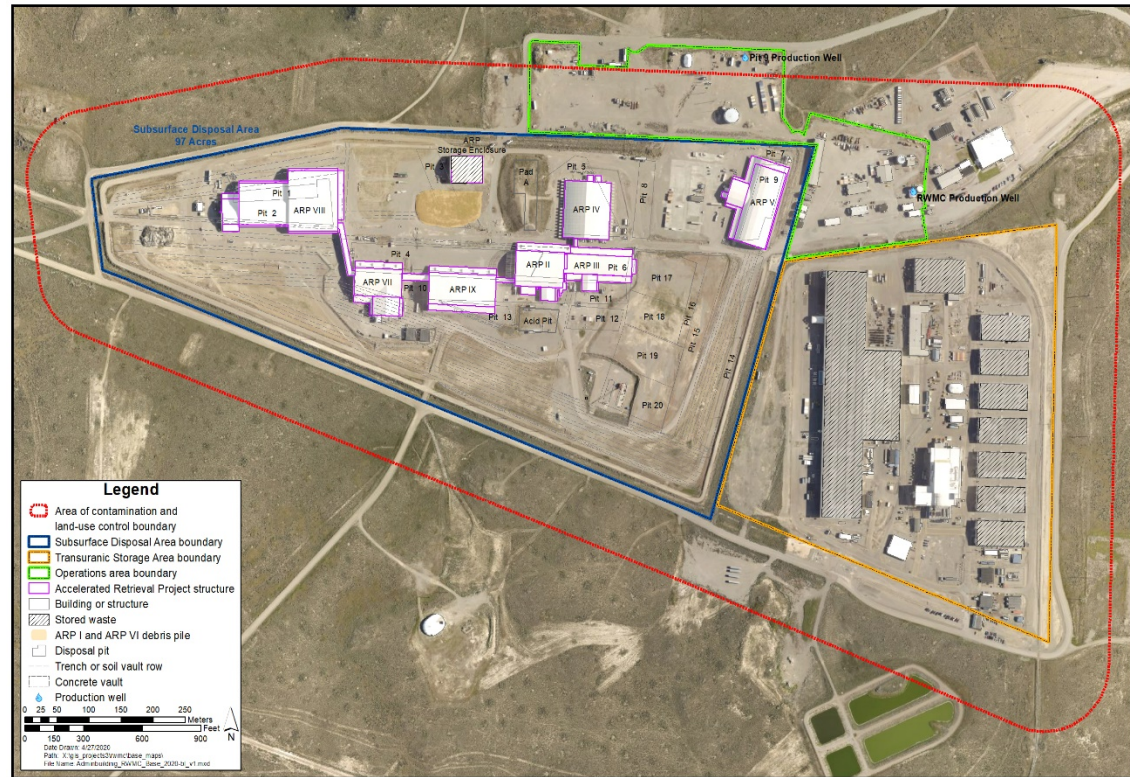 Pit 9 Production Well
Subsurface Disposal Area
97 Acres
ARP
Storage Enclosure
Pit 3
Pad
A
Pit 5
Pit 8
Pit 7
Pit 9
ARP V
Pit 1
Pit 2
ARP VIII
ARP IV
RWMC Production Well
Pit 4
ARP II
ARP III
Pit 6
Pit 17
ARP VII
Pit 10
ARP IX
Pit 11
Pit 16
Pit 13
Acid Pit
Pit 12
Pit 18
Pit 15
Pit 19
Pit 14
Pit 20
Legend
Area of contamination and
land-use control boundary
Subsurface Disposal Area boundary
Transuranic Storage Area boundary
Operations area boundary
Accelerated Retrieval Project structure
Building or structure
Stored waste
ARP I and ARP VI debris pile
Disposal pit
Trench or soil vault row
Concrete vault
Production well
0 25 50 100 150 200 250
Meters
Feet
0 150 300 600 900
N
Date Drawn: 4/27/2020